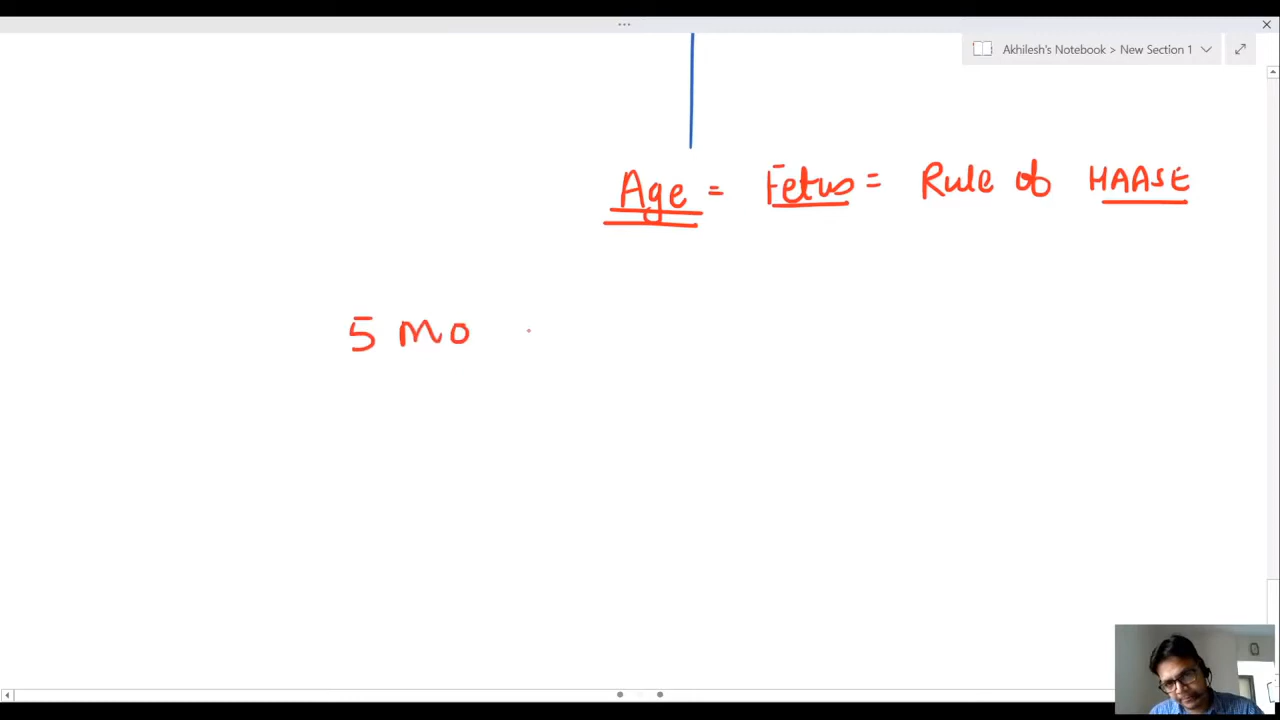 Akhilesh's Notebook > New Section 1
Age = Fetus = Rule of HAASE
5 Mo